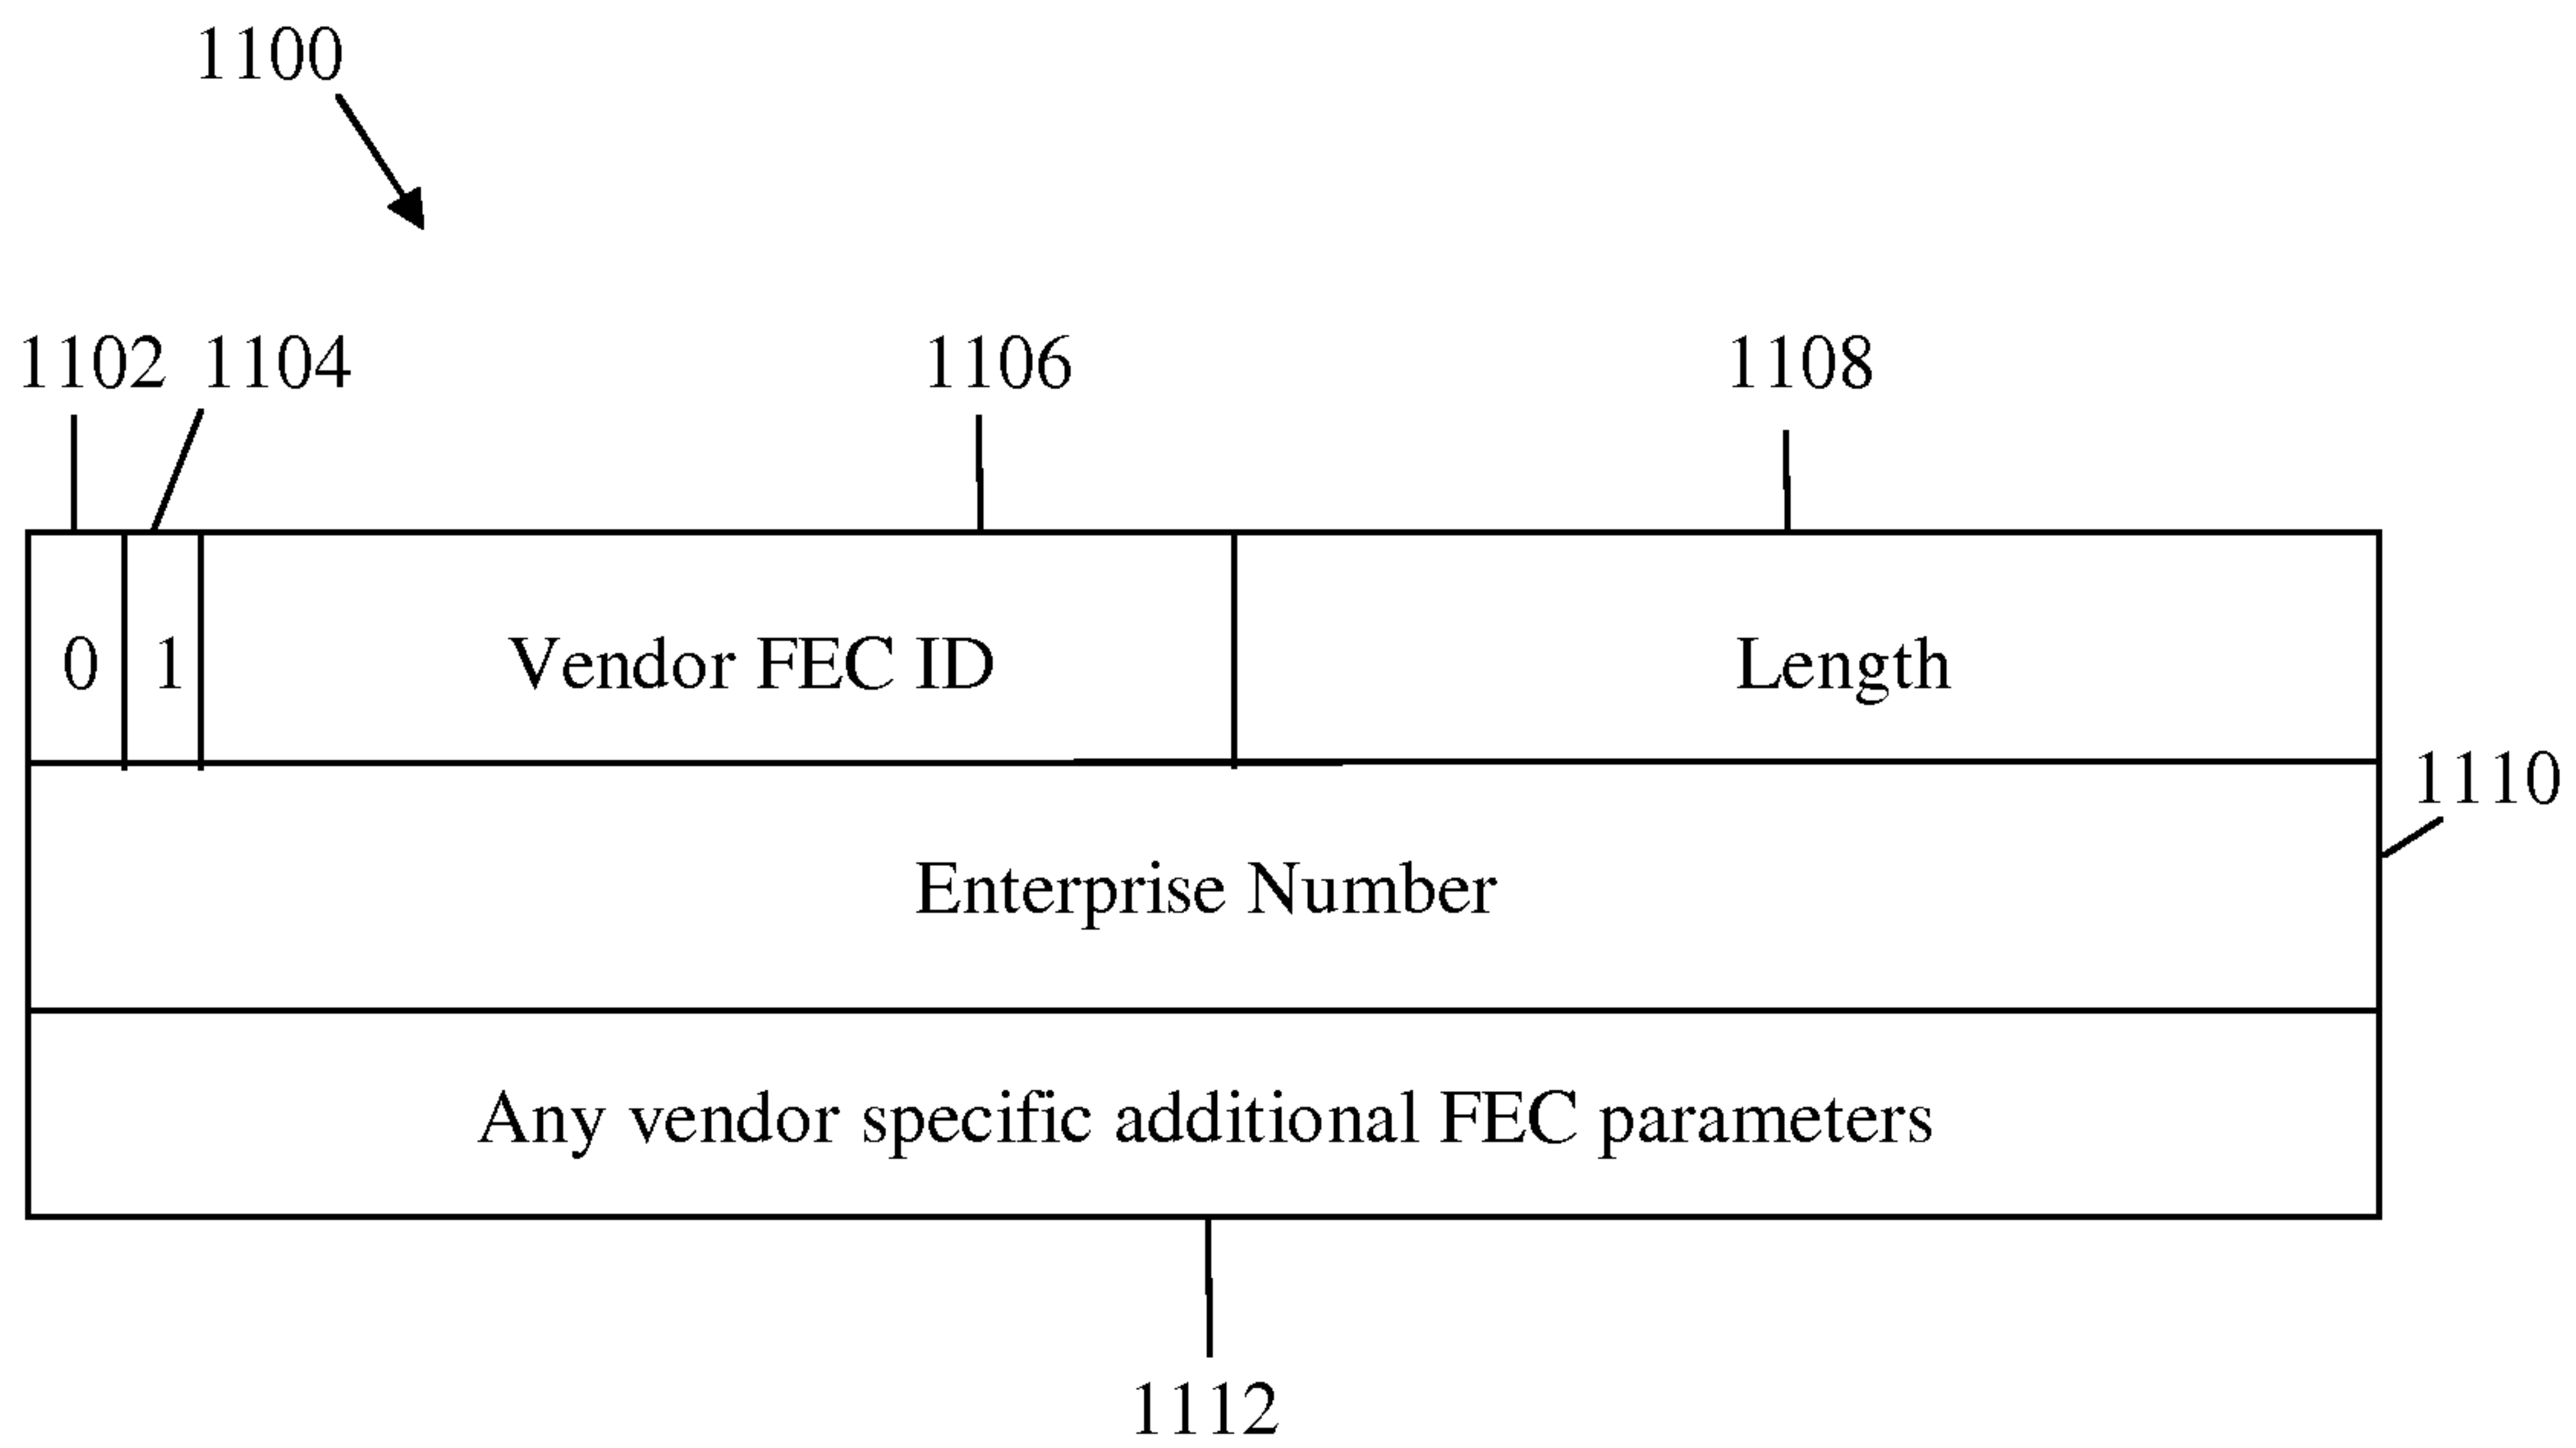 1100
1102 1104 1106 1108
0 1 Vendor FEC ID Length
1110
Enterprise Number
Any vendor specific additional FEC parameters
1112